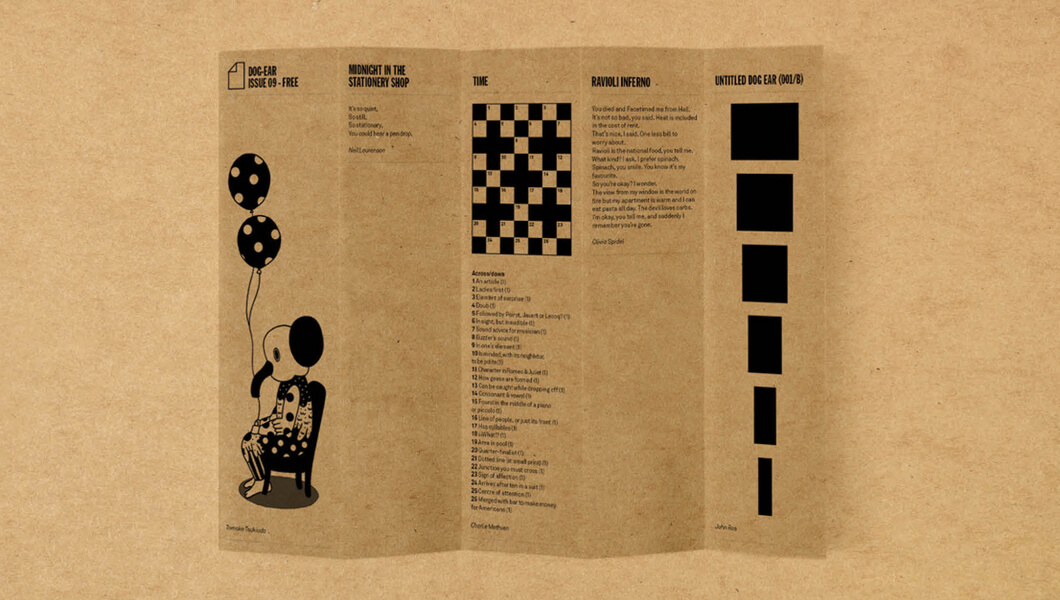 DOG-EAR
ISSUE 09 - FREE
Tomoko Tsukuda
MIDNIGHT IN THE
STATIONERY SHOP
It's so quiet,
So still,
So stationary,
You could hear a pen drop.
Neil Laurenson
TIME
Across/down
1 An article (1)
2 Ladies first (1)
3 Element of surprise (1)
4 Doub (1)
5 Followed by Poirot, Javert or Lecoq? (1)
6 In sight, but inaudible (1)
7 Sound advice for musician (1)
8 Buzzer's sound (1)
9 In one's element (1)
10 Is minded, with its neighbour,
to be polite (1)
11 Character in Romeo & Juliet (1)
12 How geese are formed (1)
13 Can be caught while dropping off (1)
14 Consonant & vowel (1)
15 Found in the middle of a piano
or piccolo (1)
16 Line of people, or just its front (1)
17 Has syllables (1)
18 ¿What? (1)
19 Arms in pool (1)
20 Quarter-finalist (1)
21 Dotted line (or small print) (1)
22 Junction you must cross (1)
23 Sign of affection (1)
24 Arrives after ten in a suit (1)
25 Centre of attention (1)
26 Merged with bar to make money
for Americans (1)
Charlie Methven
RAVIOLI INFERNO
You died and Facetimed me from Hell.
It's not so bad, you said. Heat is included
in the cost of rent.
That's nice, I said. One less bill to
worry about.
Ravioli is the national food, you tell me.
What kind? I ask. I prefer spinach.
Spinach, you smile. You know it's my
favourite.
So you're okay? I wonder.
The view from my window is the world on
fire but my apartment is warm and I can
eat pasta all day. The devil loves carbs.
I'm okay, you tell me, and suddenly I
remember you're gone.
Olivia Spidel
UNTITLED DOG EAR (001/B)
John Ros